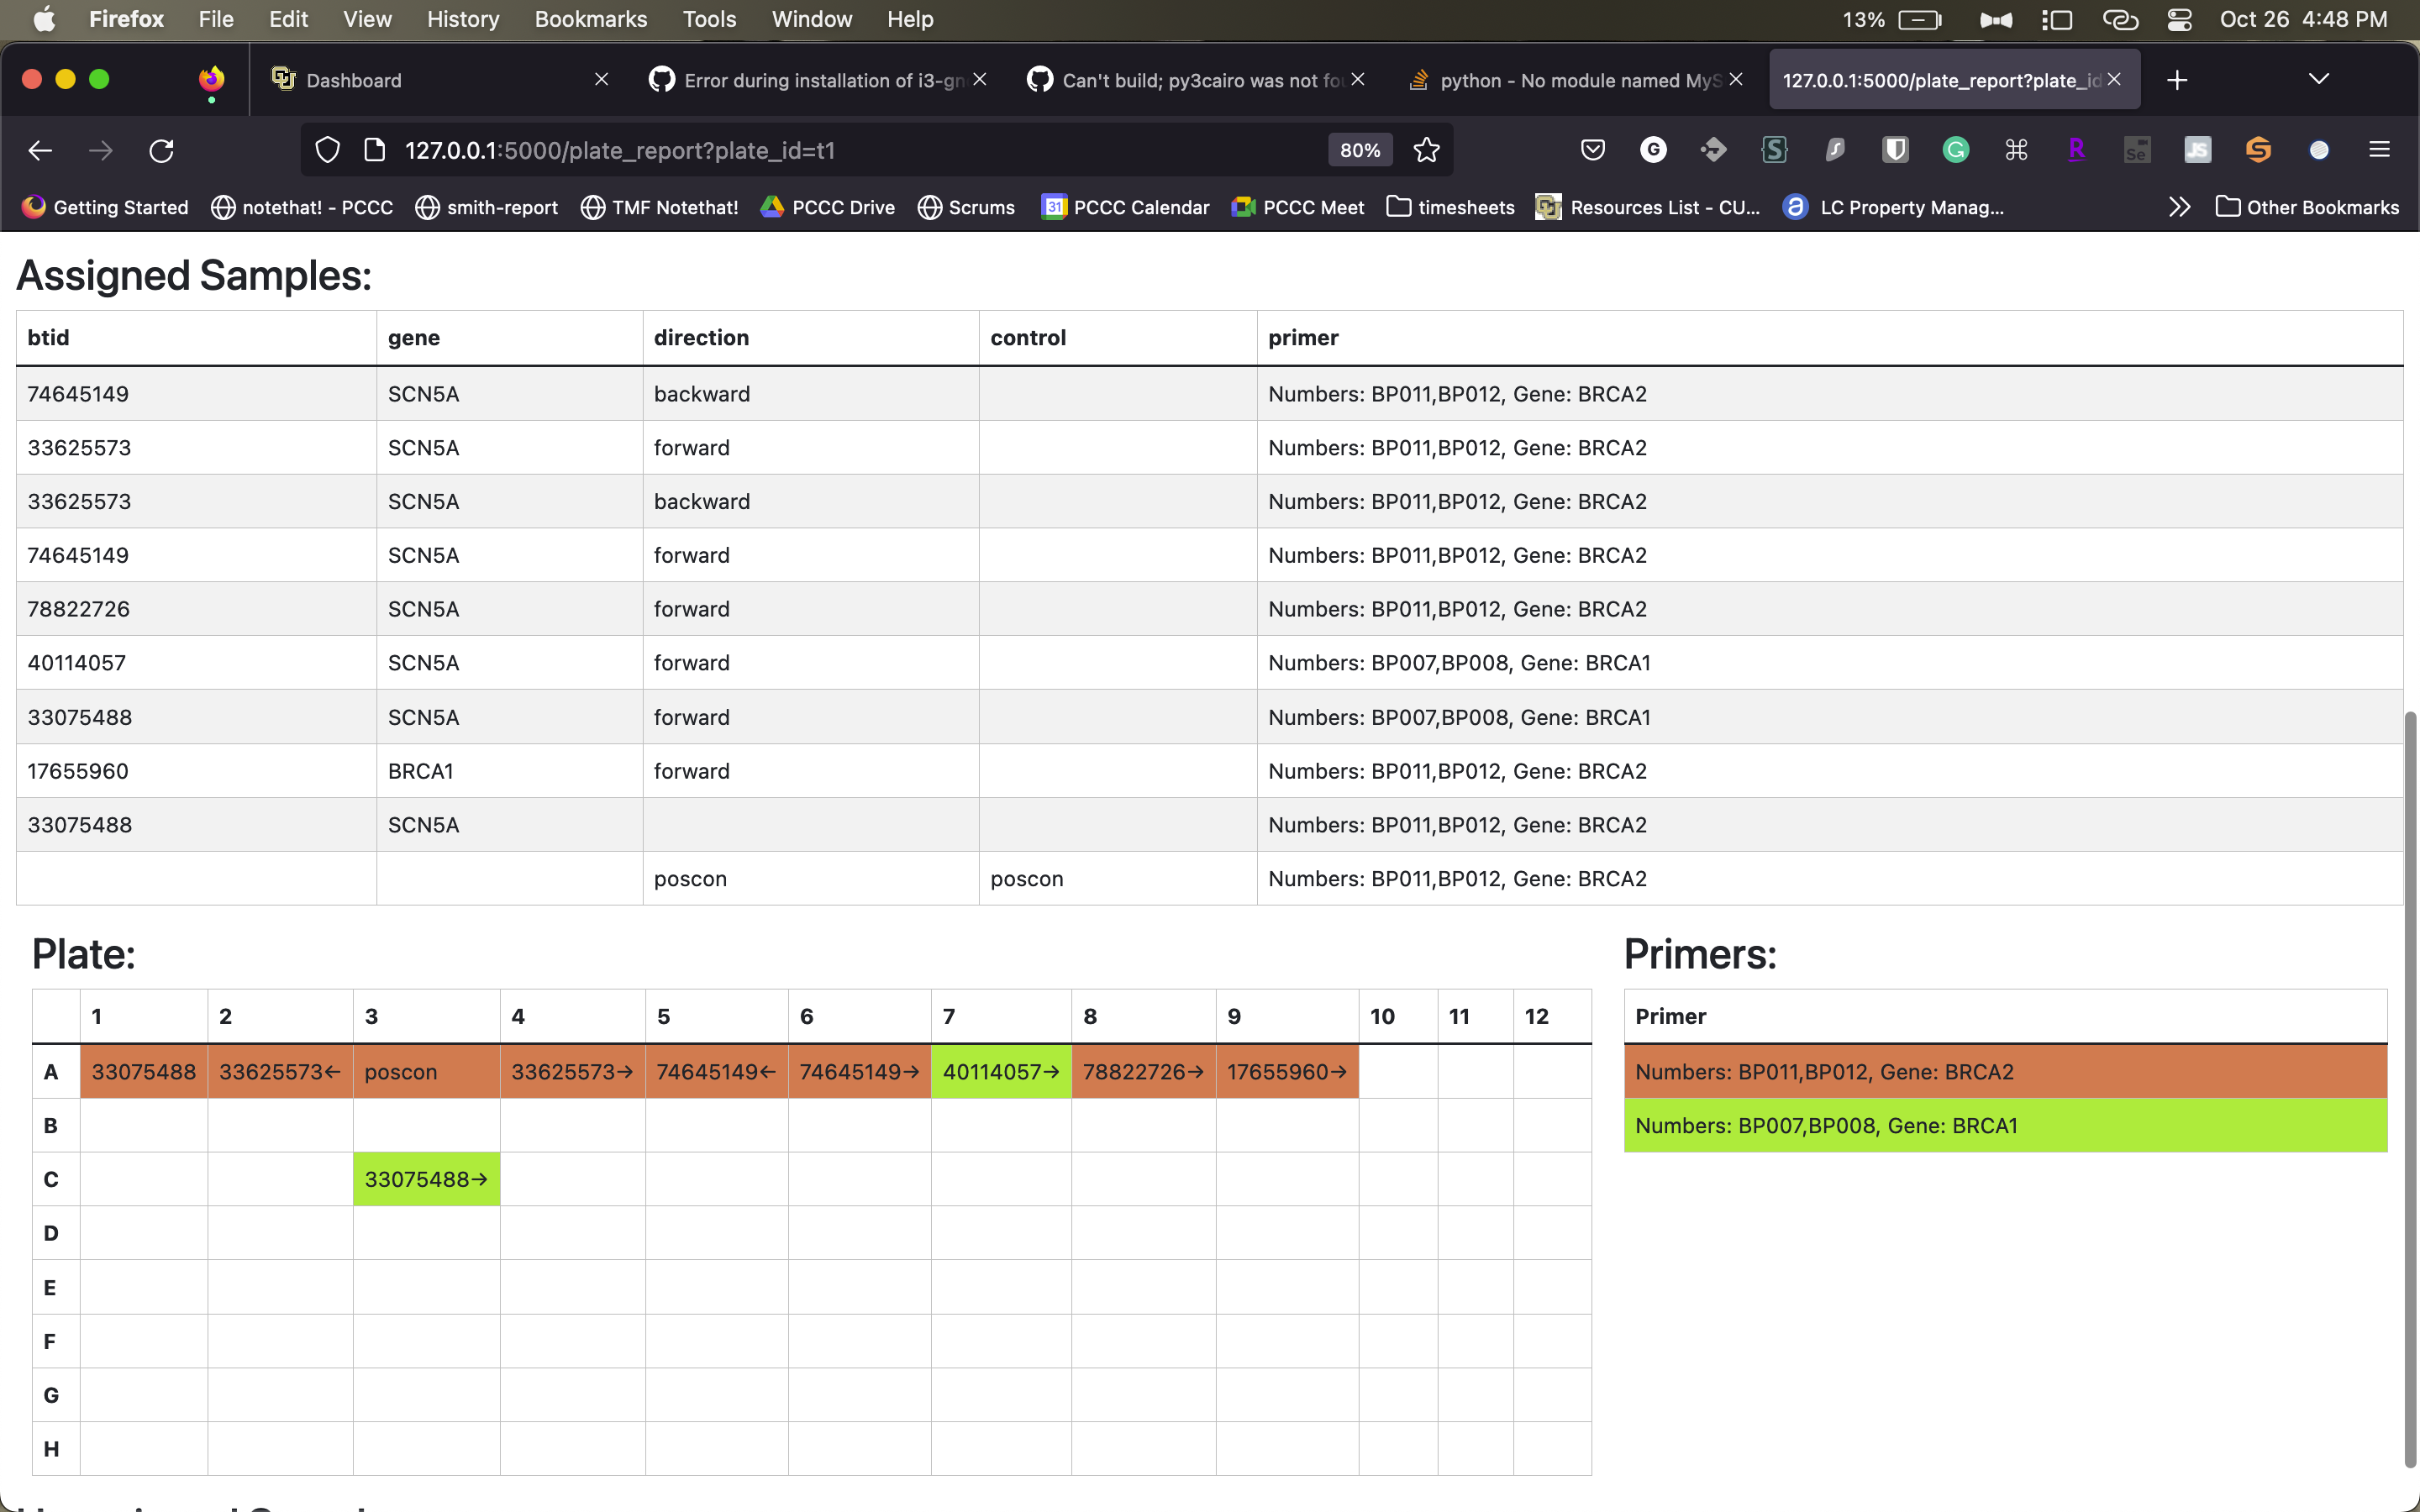 Firefox File Edit View History Bookmarks Tools Window Help 13% Oct 26 4:48 PM
Dashboard Error during installation of i3-gn Can't build; py3cairo was not fou python - No module named MyS 127.0.0.1:5000/plate_report?plate_id
127.0.0.1:5000/plate_report?plate_id=t1 80%
Getting Started notethat! - PCCC smith-report TMF Notethat! PCCC Drive Scrums 31 PCCC Calendar PCCC Meet timesheets Resources List - CU... LC Property Manag... Other Bookmarks
Assigned Samples:
btid gene direction control primer
74645149 SCN5A backward Numbers: BP011,BP012, Gene: BRCA2
33625573 SCN5A forward Numbers: BP011,BP012, Gene: BRCA2
33625573 SCN5A backward Numbers: BP011,BP012, Gene: BRCA2
74645149 SCN5A forward Numbers: BP011,BP012, Gene: BRCA2
78822726 SCN5A forward Numbers: BP011,BP012, Gene: BRCA2
40114057 SCN5A forward Numbers: BP007,BP008, Gene: BRCA1
33075488 SCN5A forward Numbers: BP007,BP008, Gene: BRCA1
17655960 BRCA1 forward Numbers: BP011,BP012, Gene: BRCA2
33075488 SCN5A Numbers: BP011,BP012, Gene: BRCA2
poscon poscon Numbers: BP011,BP012, Gene: BRCA2
Plate:
1 2 3 4 5 6 7 8 9 10 11 12
A 33075488 33625573← poscon 33625573→ 74645149← 74645149→ 40114057→ 78822726→ 17655960→
B
C 33075488→
D
E
F
G
H
Primers:
Primer
Numbers: BP011,BP012, Gene: BRCA2
Numbers: BP007,BP008, Gene: BRCA1